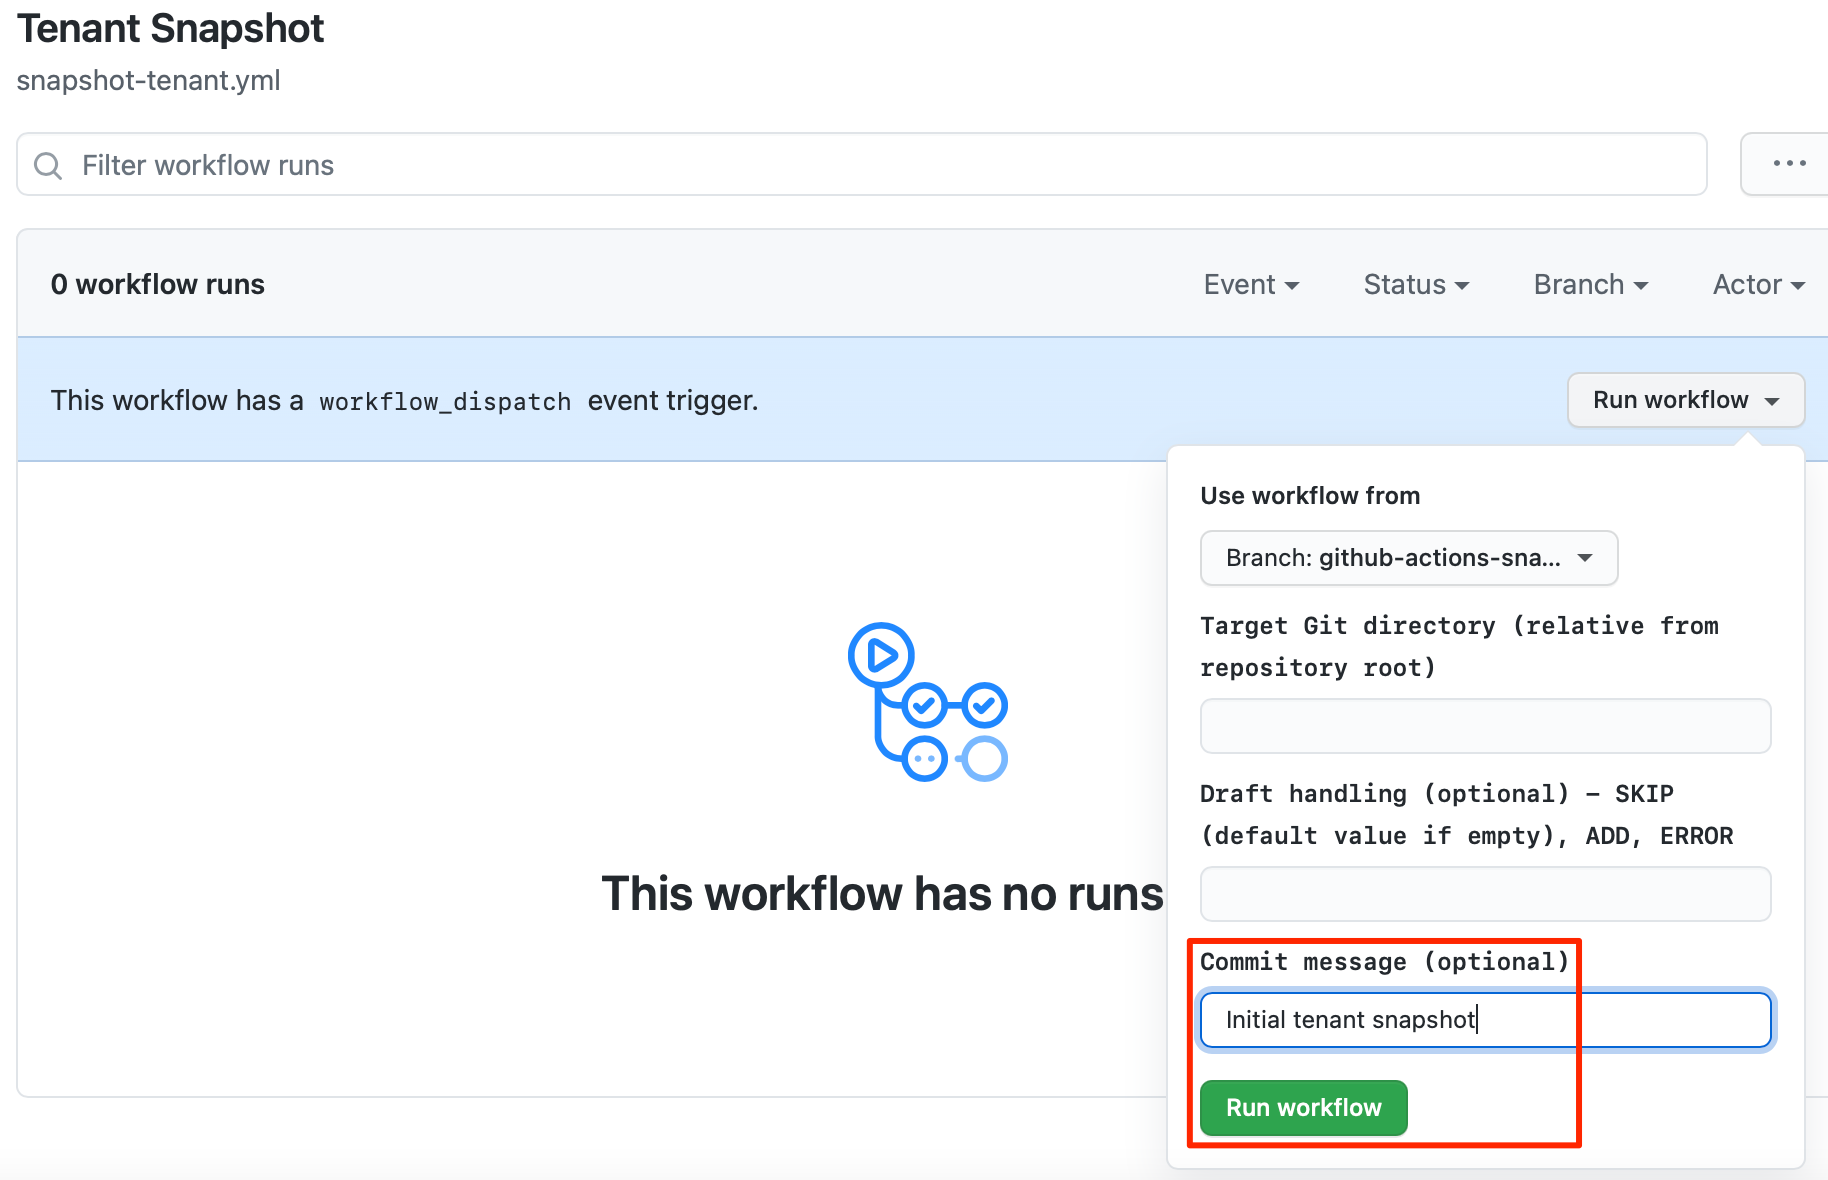 Tenant Snapshot
snapshot-tenant.yml
Filter workflow runs
0 workflow runs
Event
Status
Branch
Actor
This workflow has a workflow_dispatch event trigger.
Run workflow
Use workflow from
Branch: github-actions-sna...
Target Git directory (relative from
repository root)
Draft handling (optional) – SKIP
(default value if empty), ADD, ERROR
This workflow has no runs
Commit message (optional)
Initial tenant snapshot
Run workflow